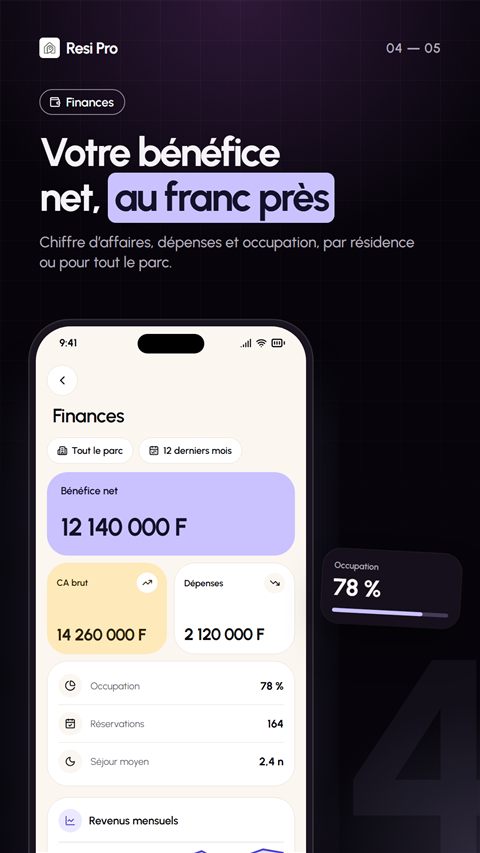 Resi Pro
04 — 05
Finances
Votre bénéfice
net, au franc près
Chiffre d'affaires, dépenses et occupation, par résidence
ou pour tout le parc.
9:41
Finances
Tout le parc
12 derniers mois
Bénéfice net
12 140 000 F
CA brut
14 260 000 F
Dépenses
2 120 000 F
Occupation
78 %
Occupation 78 %
Réservations 164
Séjour moyen 2,4 n
Revenus mensuels
4